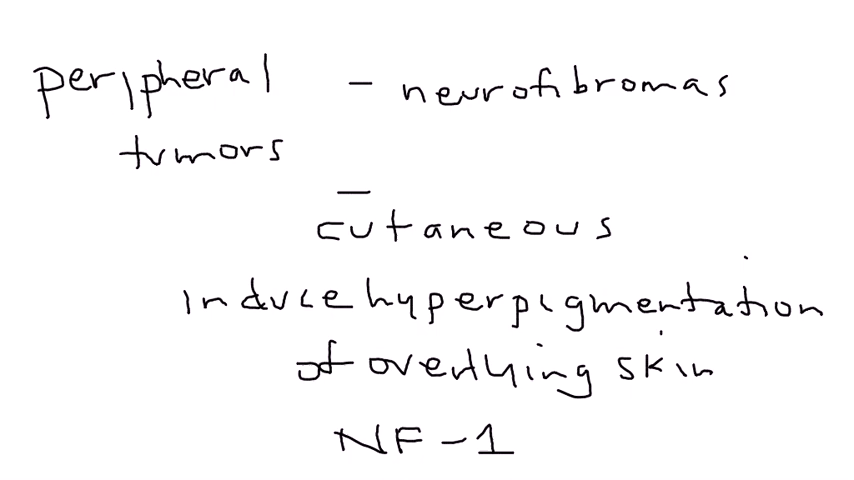 peripheral - neurofibromas
tumors
- cutaneous
induce hyperpigmentation
of overlying skin
NF-1